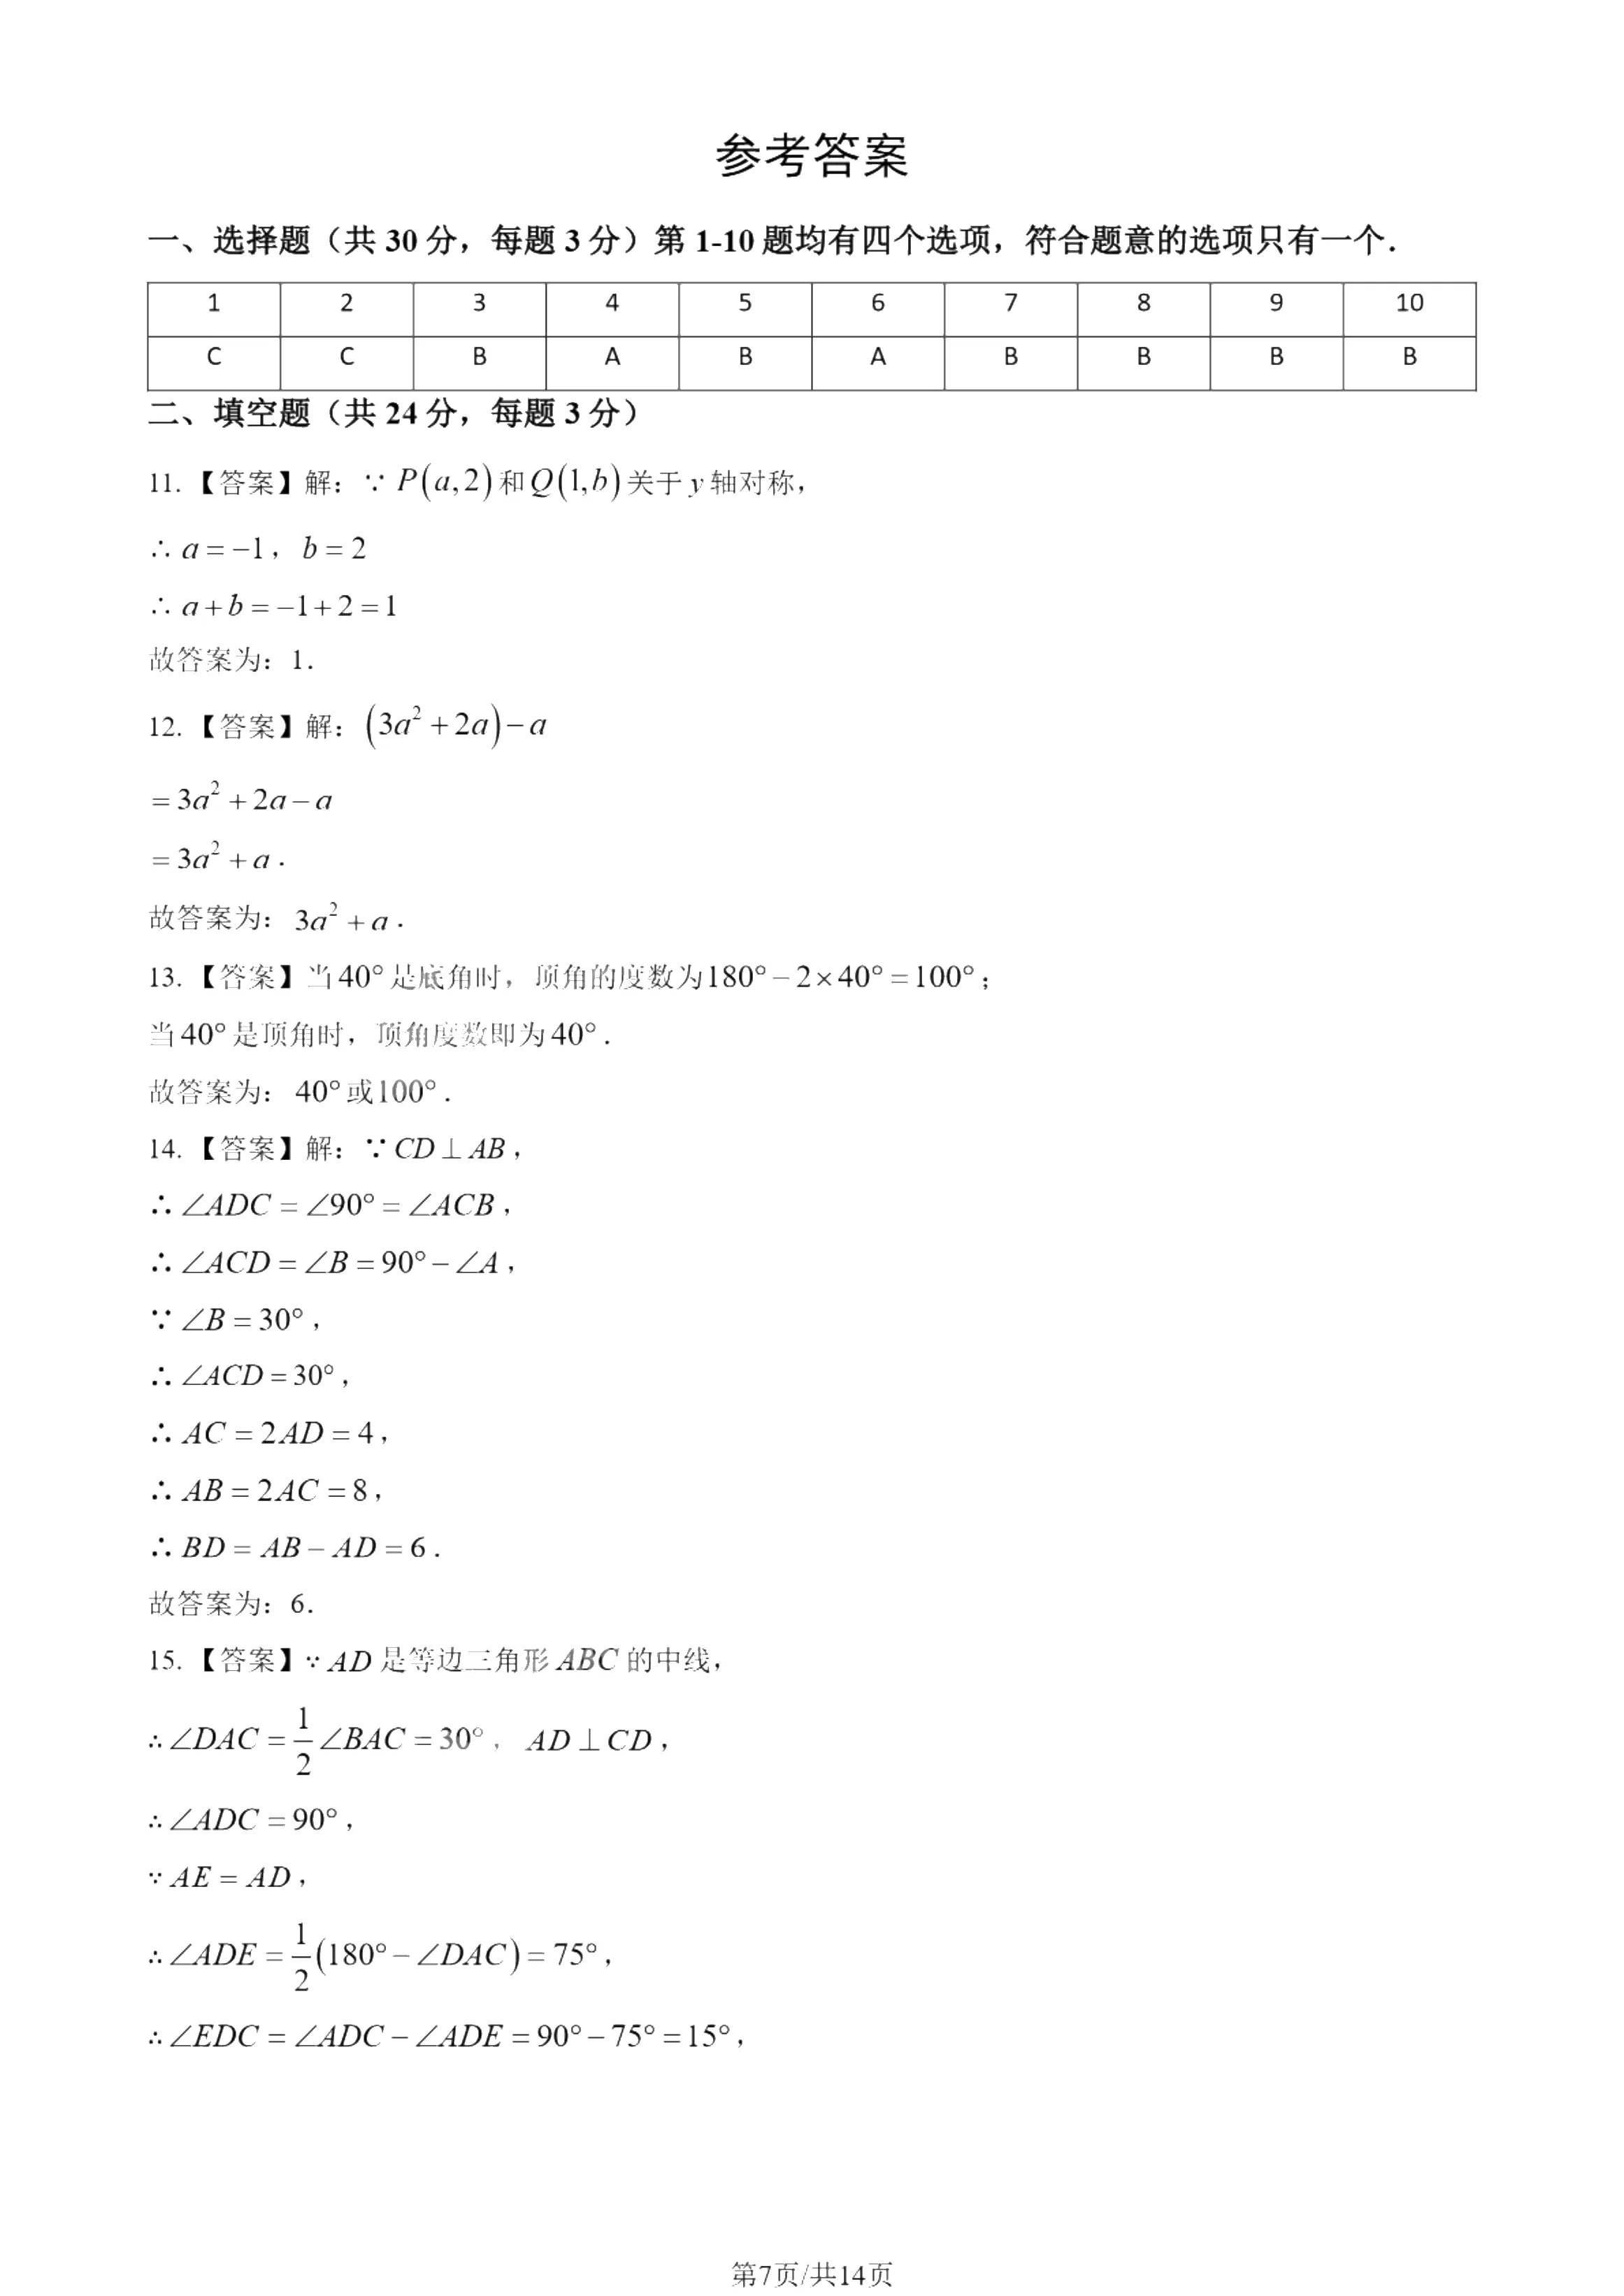 参考答案
一、选择题（共 30 分，每题 3 分）第 1-10 题均有四个选项，符合题意的选项只有一个．
1 2 3 4 5 6 7 8 9 10
C C B A B A B B B B
二、填空题（共 24 分，每题 3 分）
11. 【答案】解：∵ P(a,2)和Q(1,b)关于 y 轴对称，
∴ a = −1， b = 2
∴ a + b = −1 + 2 = 1
故答案为：1．
12. 【答案】解：(3a² + 2a) − a
= 3a² + 2a − a
= 3a² + a ．
故答案为： 3a² + a ．
13. 【答案】当 40° 是底角时，顶角的度数为180° − 2 × 40° = 100°；
当 40° 是顶角时，顶角度数即为 40° ．
故答案为： 40° 或100° ．
14. 【答案】解：∵ CD ⊥ AB ，
∴ ∠ADC = ∠90° = ∠ACB ，
∴ ∠ACD = ∠B = 90° − ∠A ，
∵ ∠B = 30° ，
∴ ∠ACD = 30° ，
∴ AC = 2AD = 4 ，
∴ AB = 2AC = 8 ，
∴ BD = AB − AD = 6 ．
故答案为：6．
15. 【答案】∵ AD 是等边三角形 ABC 的中线，
∴ ∠DAC = 1/2 ∠BAC = 30° ， AD ⊥ CD ，
∴ ∠ADC = 90° ，
∵ AE = AD ，
∴ ∠ADE = 1/2 (180° − ∠DAC) = 75° ，
∴ ∠EDC = ∠ADC − ∠ADE = 90° − 75° = 15° ，
第7页/共14页